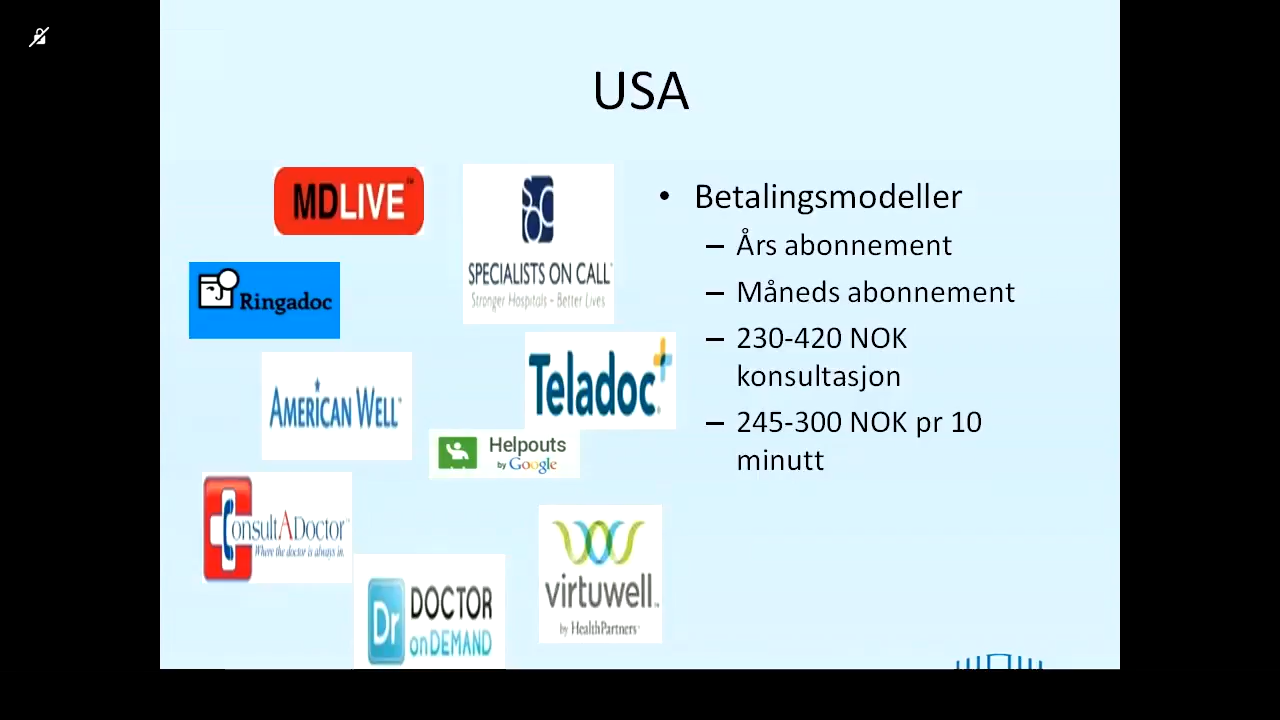 USA
MDLIVE
SPECIALISTS ON CALL
Stronger Hospitals - Better Lives
Ringadoc
AMERICAN WELL
Teladoc
Helpouts
by Google
ConsultADoctor
Where the doctor is always in.
Dr DOCTOR
onDEMAND
virtuwell
by HealthPartners
• Betalingsmodeller
– Års abonnement
– Måneds abonnement
– 230-420 NOK
konsultasjon
– 245-300 NOK pr 10
minutt